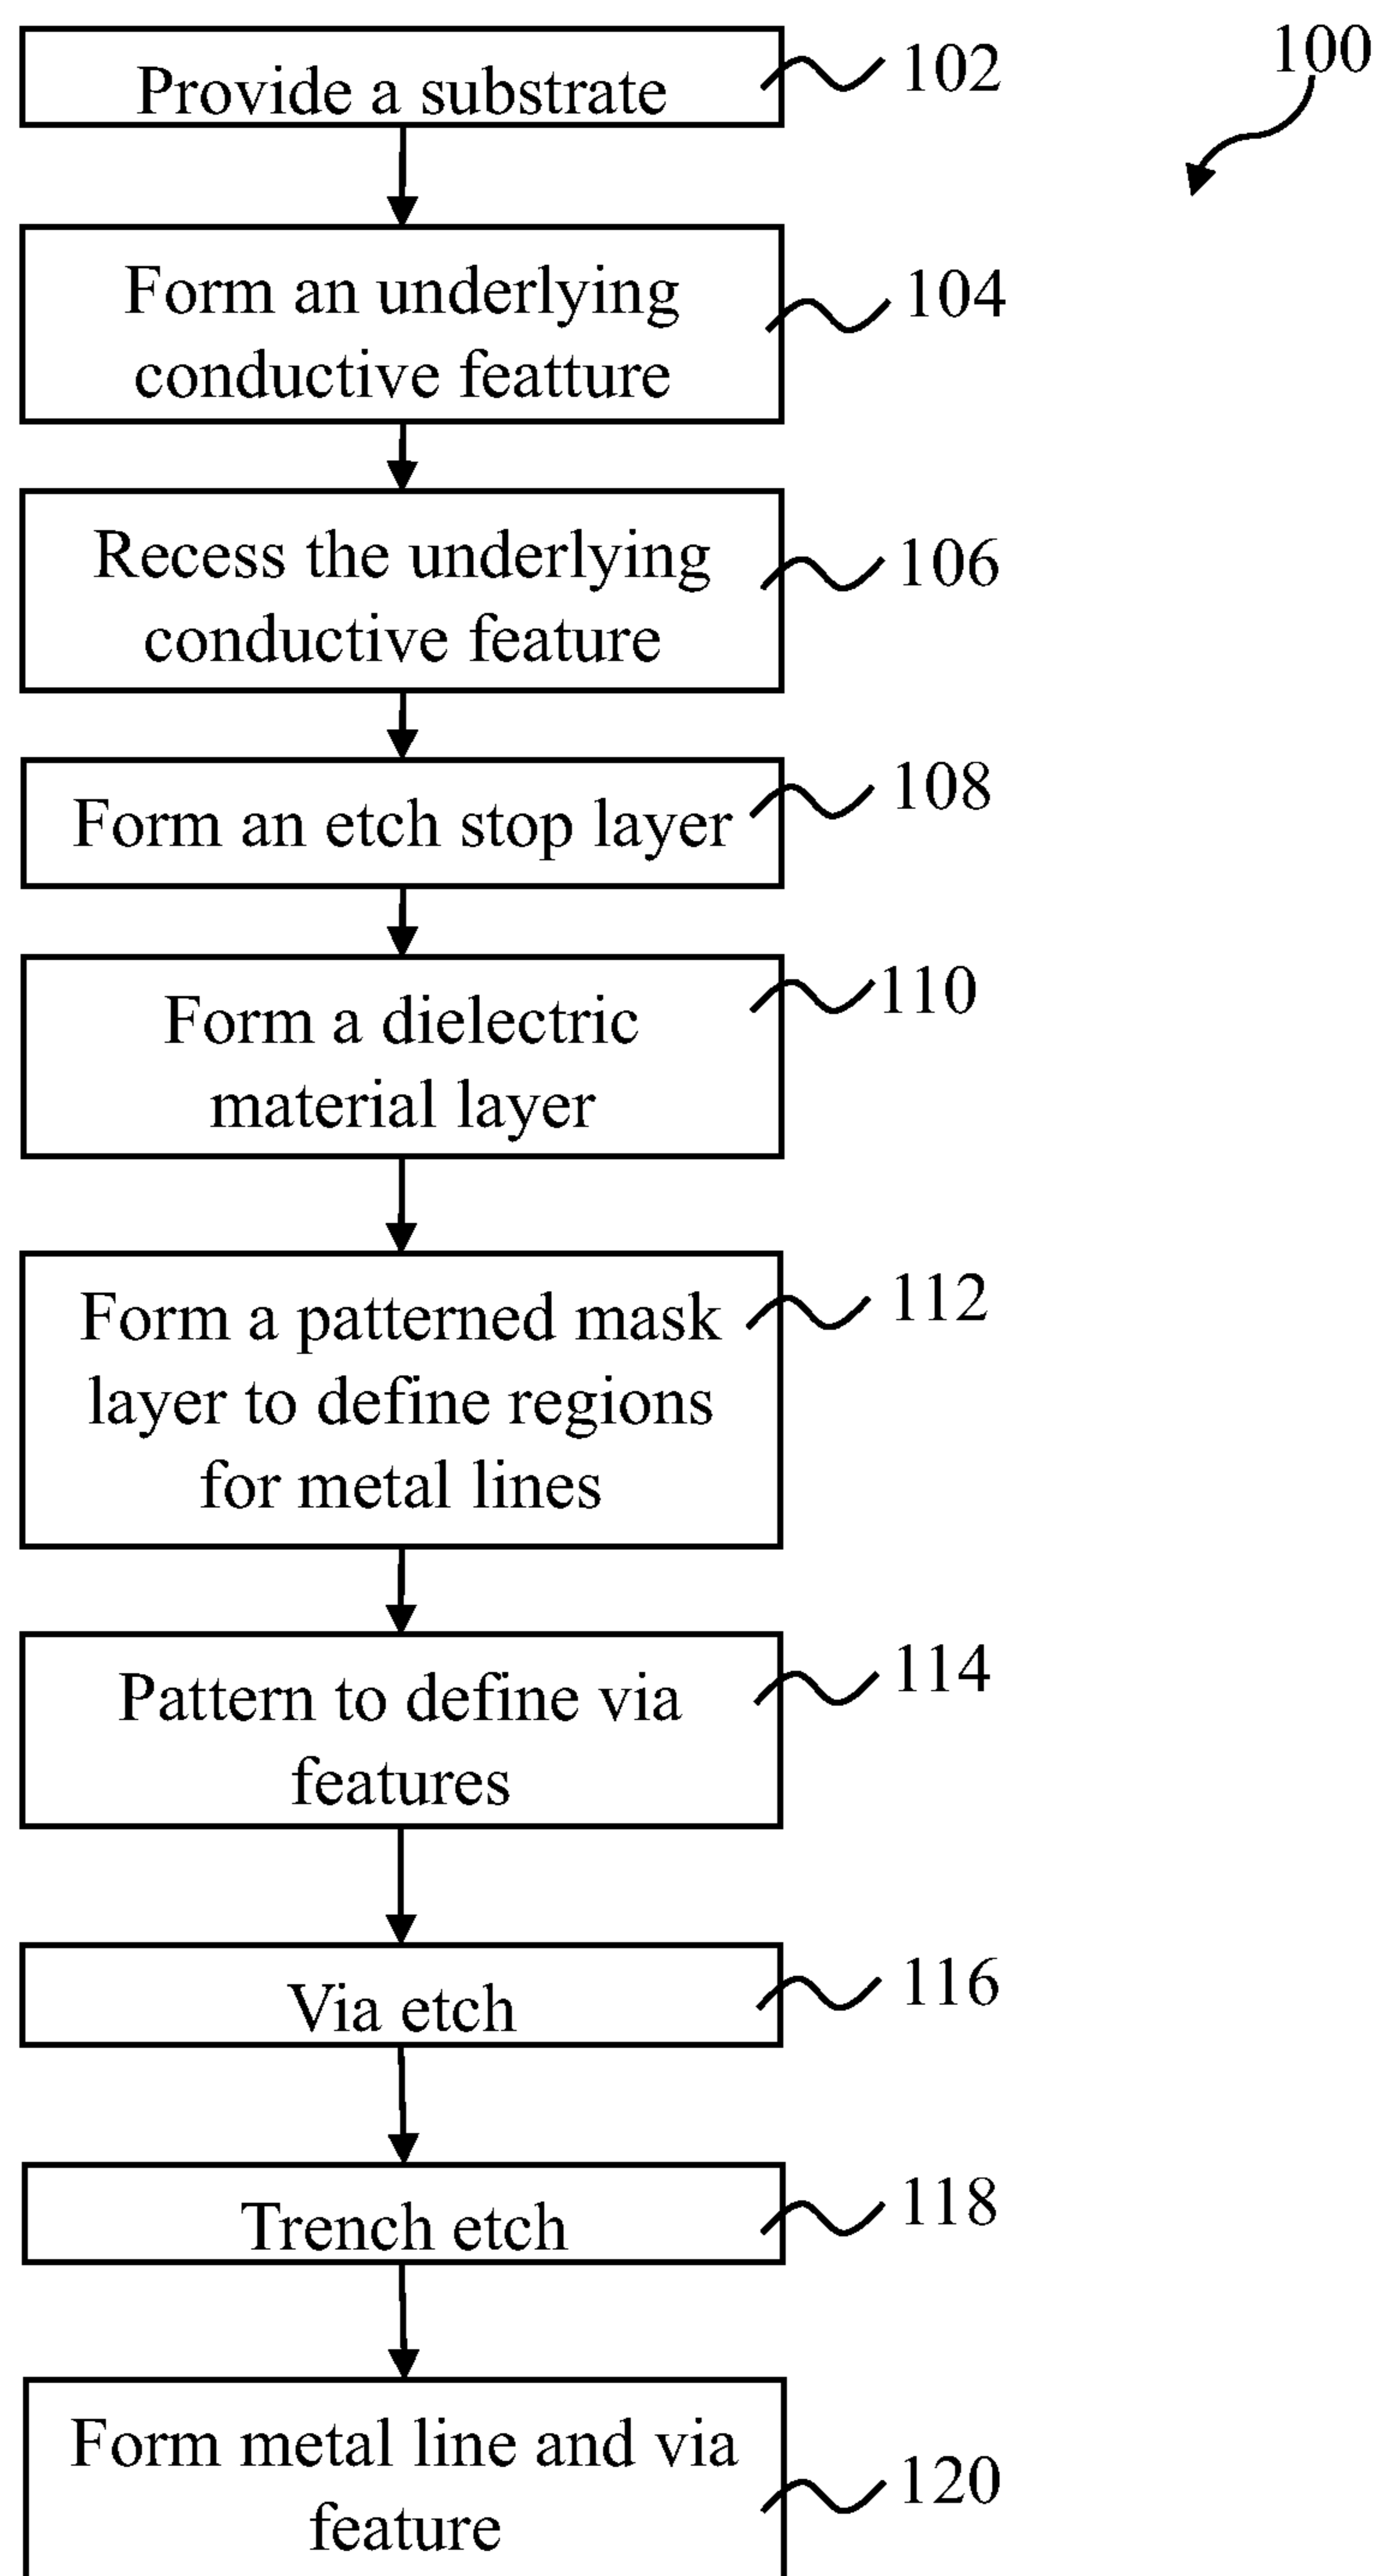 Provide a substrate
102
100
Form an underlying
conductive featture
104
Recess the underlying
conductive feature
106
Form an etch stop layer
108
Form a dielectric
material layer
110
Form a patterned mask
layer to define regions
for metal lines
112
Pattern to define via
features
114
Via etch
116
Trench etch
118
Form metal line and via
feature
120